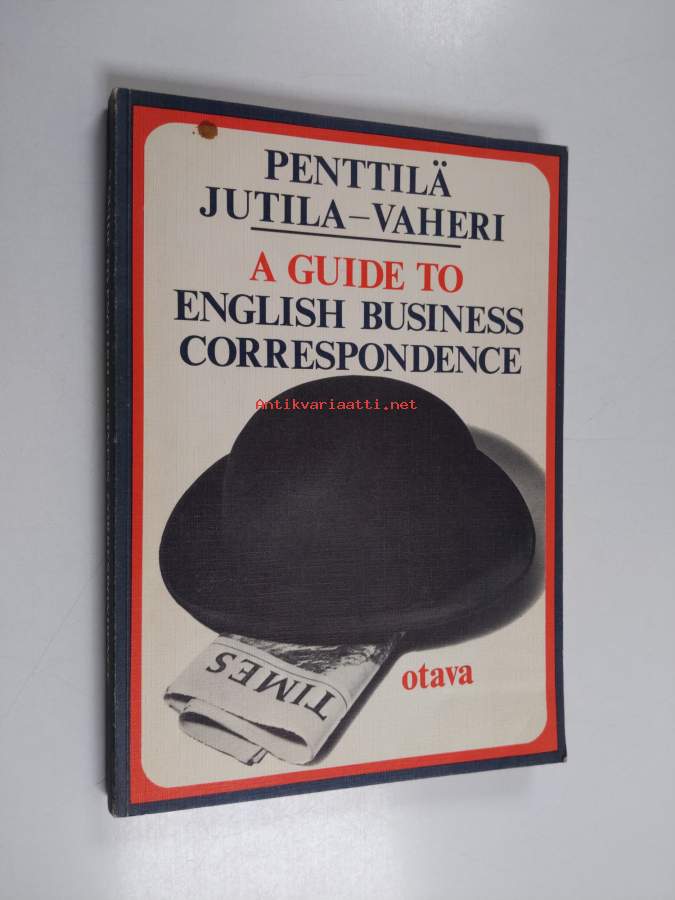 PENTTILÄ
JUTILA–VAHERI
A GUIDE TO
ENGLISH BUSINESS
CORRESPONDENCE
Antikvariaatti.net
TIMES
otava